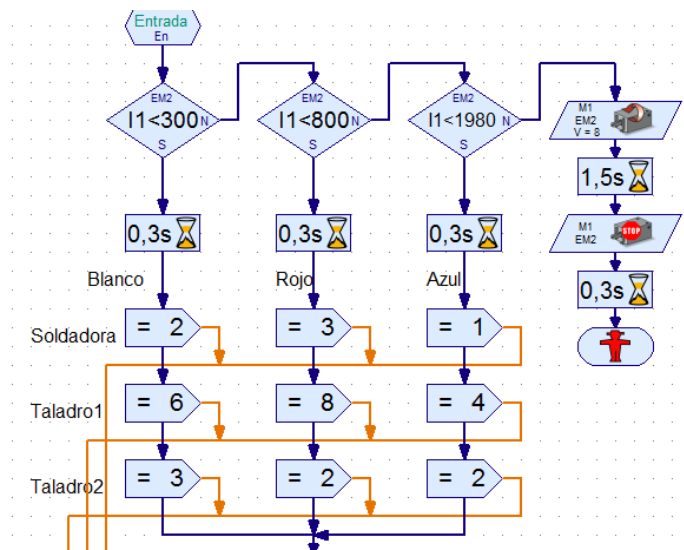 Entrada
En
EM2
I1<300 N
S
EM2
I1<800 N
S
EM2
I1<1980 N
S
M1
EM2
V = 8
1,5s
M1
EM2
STOP
0,3s
0,3s
0,3s
0,3s
Blanco
Rojo
Azul
Soldadora
= 2
= 3
= 1
Taladro1
= 6
= 8
= 4
Taladro2
= 3
= 2
= 2